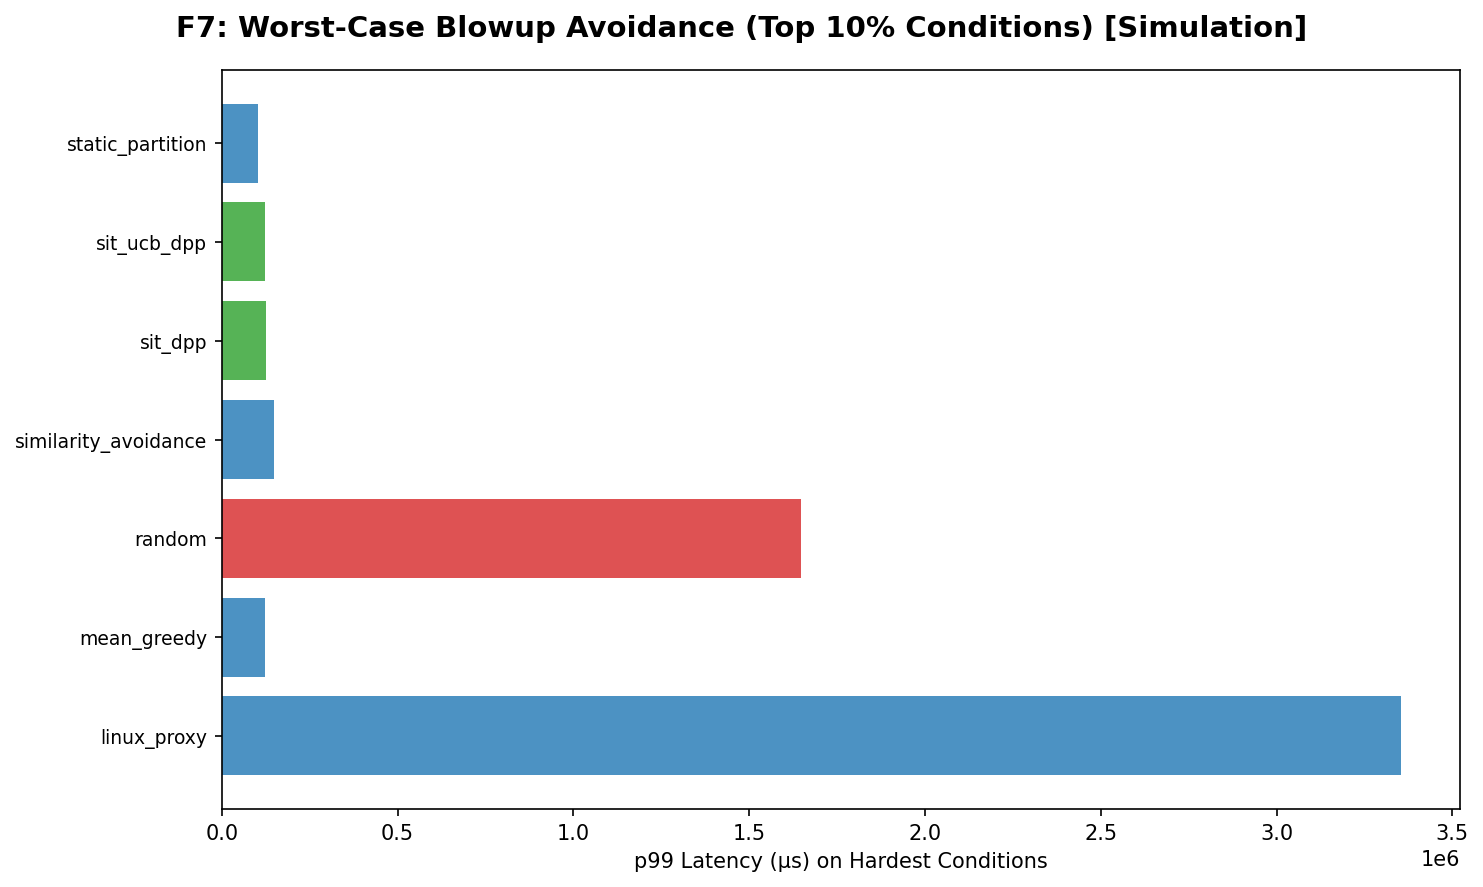 F7: Worst-Case Blowup Avoidance (Top 10% Conditions) [Simulation]
static_partition
sit_ucb_dpp
sit_dpp
similarity_avoidance
random
mean_greedy
linux_proxy
0.0 0.5 1.0 1.5 2.0 2.5 3.0 3.5
1e6
p99 Latency (µs) on Hardest Conditions